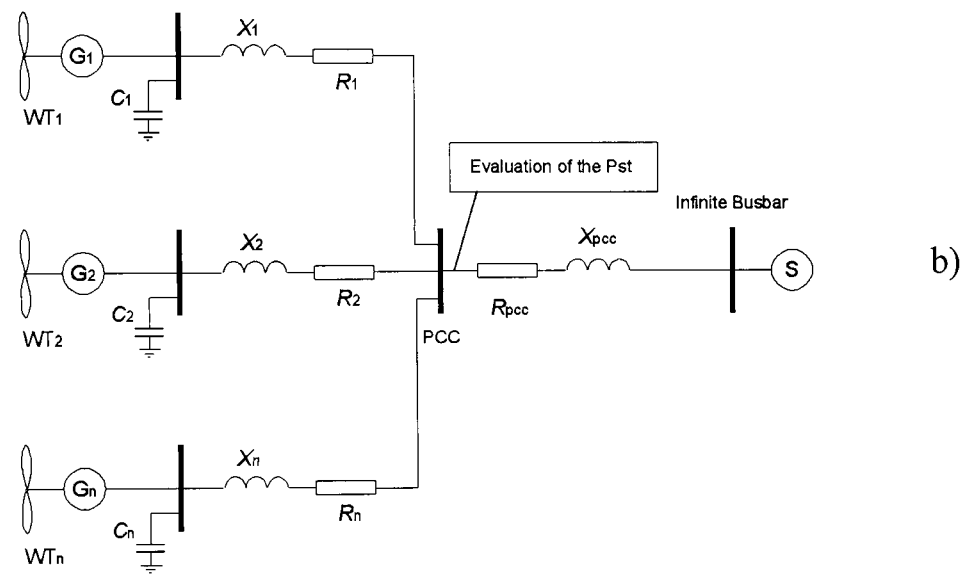 X1
G1
R1
C1
WT1
Evaluation of the Pst
Infinite Busbar
X2
Xpcc
G2
S
b)
R2
Rpcc
C2
WT2
PCC
Xn
Gn
Rn
Cn
WTn